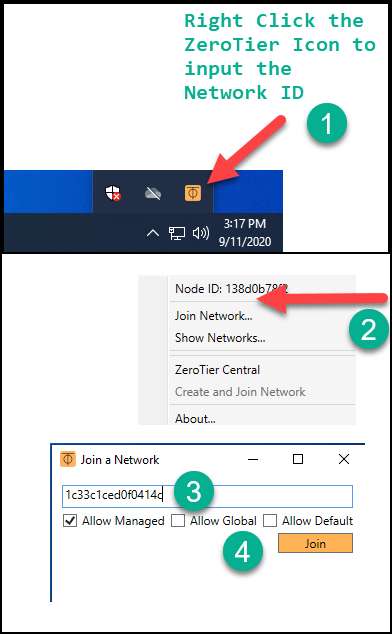 Right Click the
ZeroTier Icon to
input the
Network ID
1
3:17 PM
9/11/2020
Node ID: 138d0b78f2
2
Join Network...
Show Networks...
ZeroTier Central
Create and Join Network
About...
Join a Network
1c33c1ced0f0414c
3
Allow Managed Allow Global Allow Default
4
Join